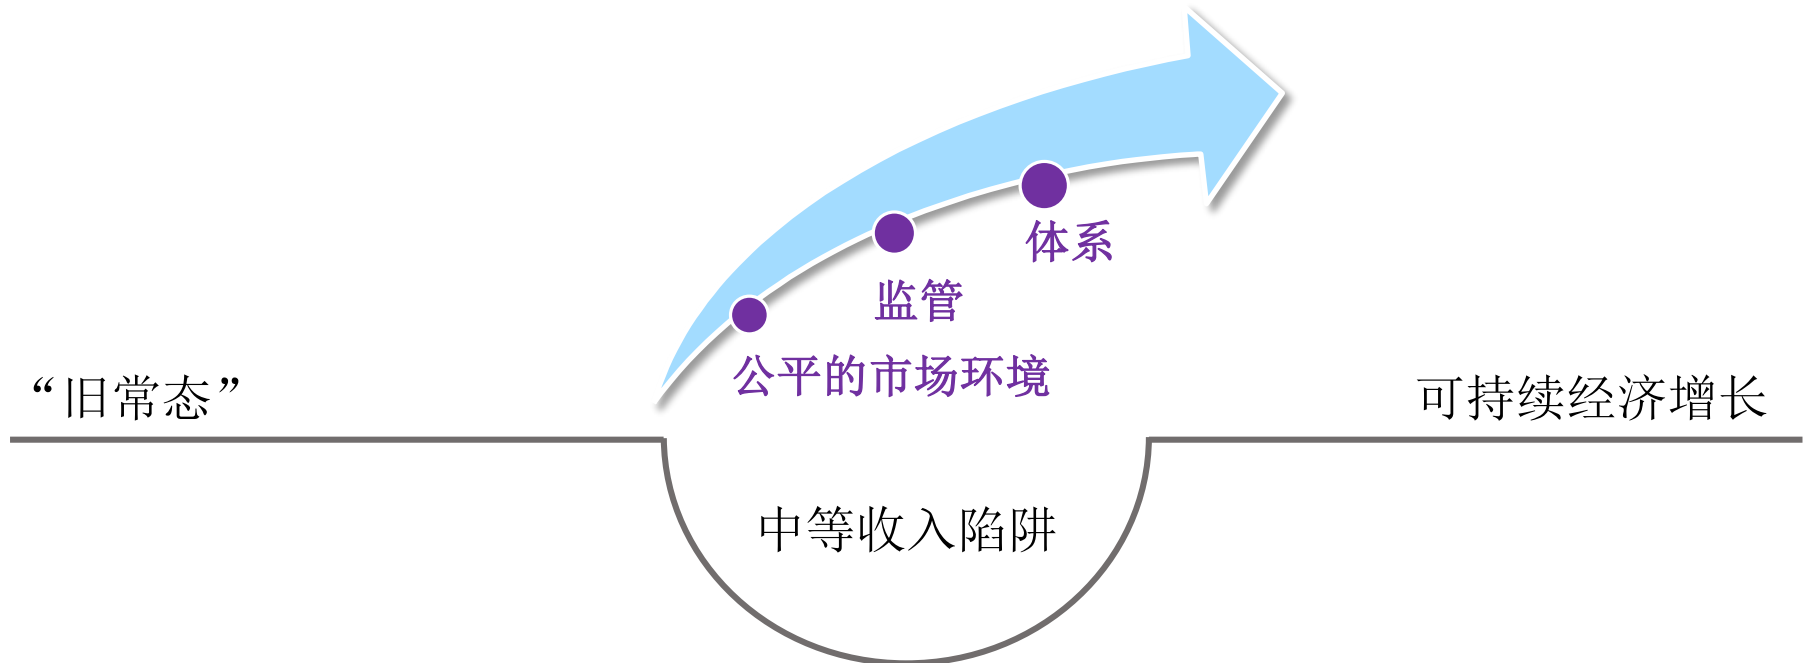 体系
监管
公平的市场环境
“旧常态”
可持续经济增长
中等收入陷阱